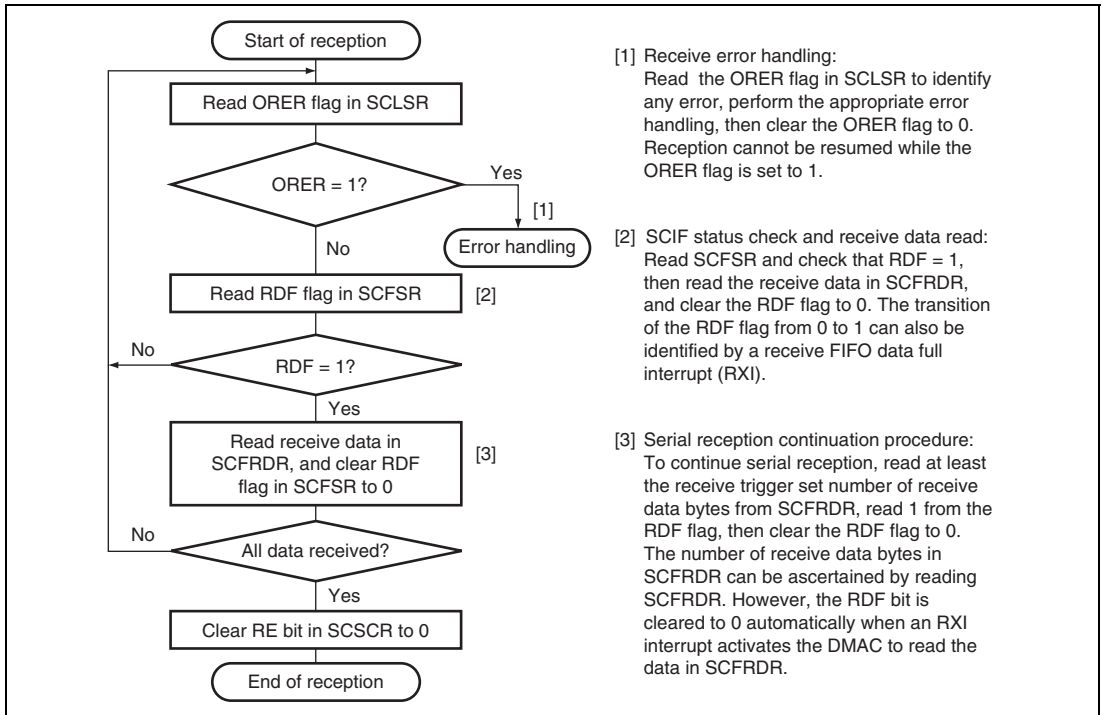 Start of reception
Read ORER flag in SCLSR
ORER = 1?
Yes
[1]
Error handling
No
Read RDF flag in SCFSR
[2]
No
RDF = 1?
Yes
Read receive data in
SCFRDR, and clear RDF
flag in SCFSR to 0
[3]
No
All data received?
Yes
Clear RE bit in SCSCR to 0
End of reception
[1] Receive error handling:
Read the ORER flag in SCLSR to identify
any error, perform the appropriate error
handling, then clear the ORER flag to 0.
Reception cannot be resumed while the
ORER flag is set to 1.
[2] SCIF status check and receive data read:
Read SCFSR and check that RDF = 1,
then read the receive data in SCFRDR,
and clear the RDF flag to 0. The transition
of the RDF flag from 0 to 1 can also be
identified by a receive FIFO data full
interrupt (RXI).
[3] Serial reception continuation procedure:
To continue serial reception, read at least
the receive trigger set number of receive
data bytes from SCFRDR, read 1 from the
RDF flag, then clear the RDF flag to 0.
The number of receive data bytes in
SCFRDR can be ascertained by reading
SCFRDR. However, the RDF bit is
cleared to 0 automatically when an RXI
interrupt activates the DMAC to read the
data in SCFRDR.